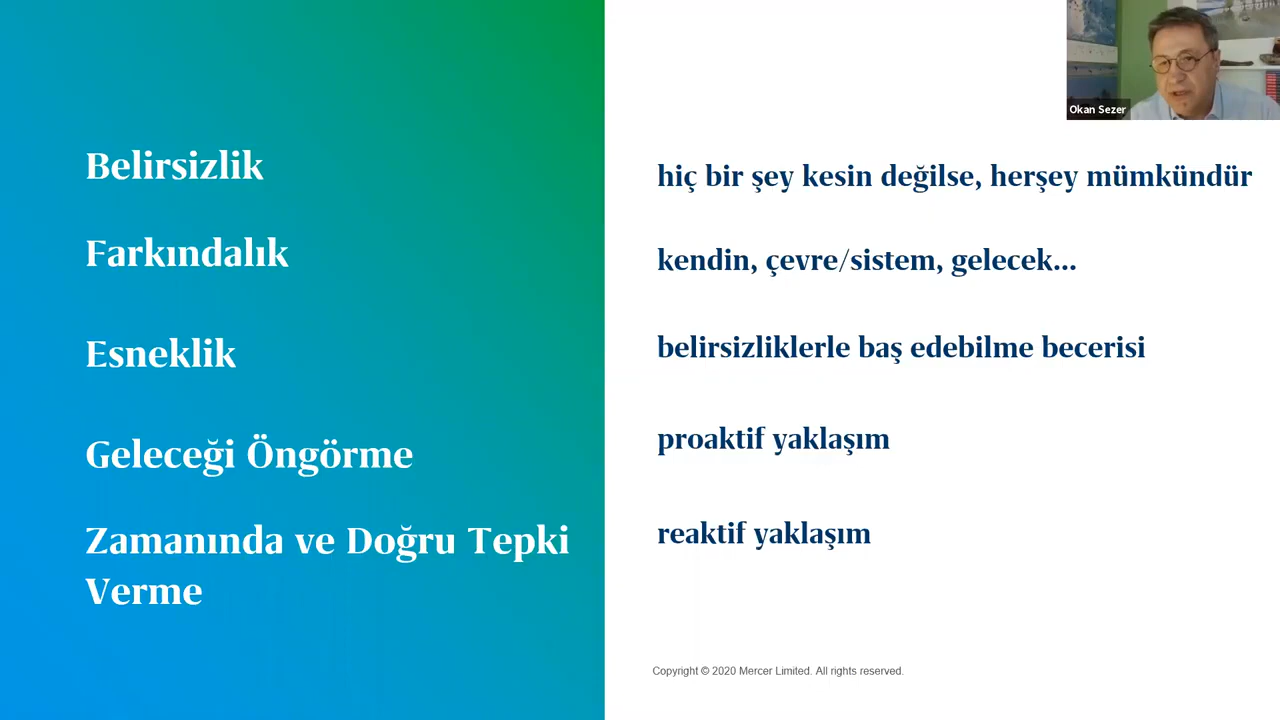 Okan Sezer
Belirsizlik
hiç bir şey kesin değilse, herşey mümkündür
Farkındalık
kendin, çevre/sistem, gelecek...
Esneklik
belirsizliklerle baş edebilme becerisi
Geleceği Öngörme
proaktif yaklaşım
Zamanında ve Doğru Tepki
Verme
reaktif yaklaşım
Copyright © 2020 Mercer Limited. All rights reserved.